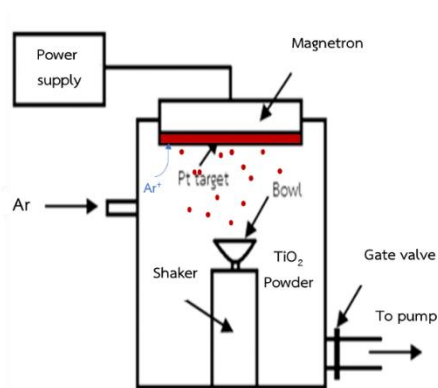 Power
supply
Magnetron
Ar⁺
Pt target
Bowl
Ar
TiO₂
Powder
Shaker
Gate valve
To pump